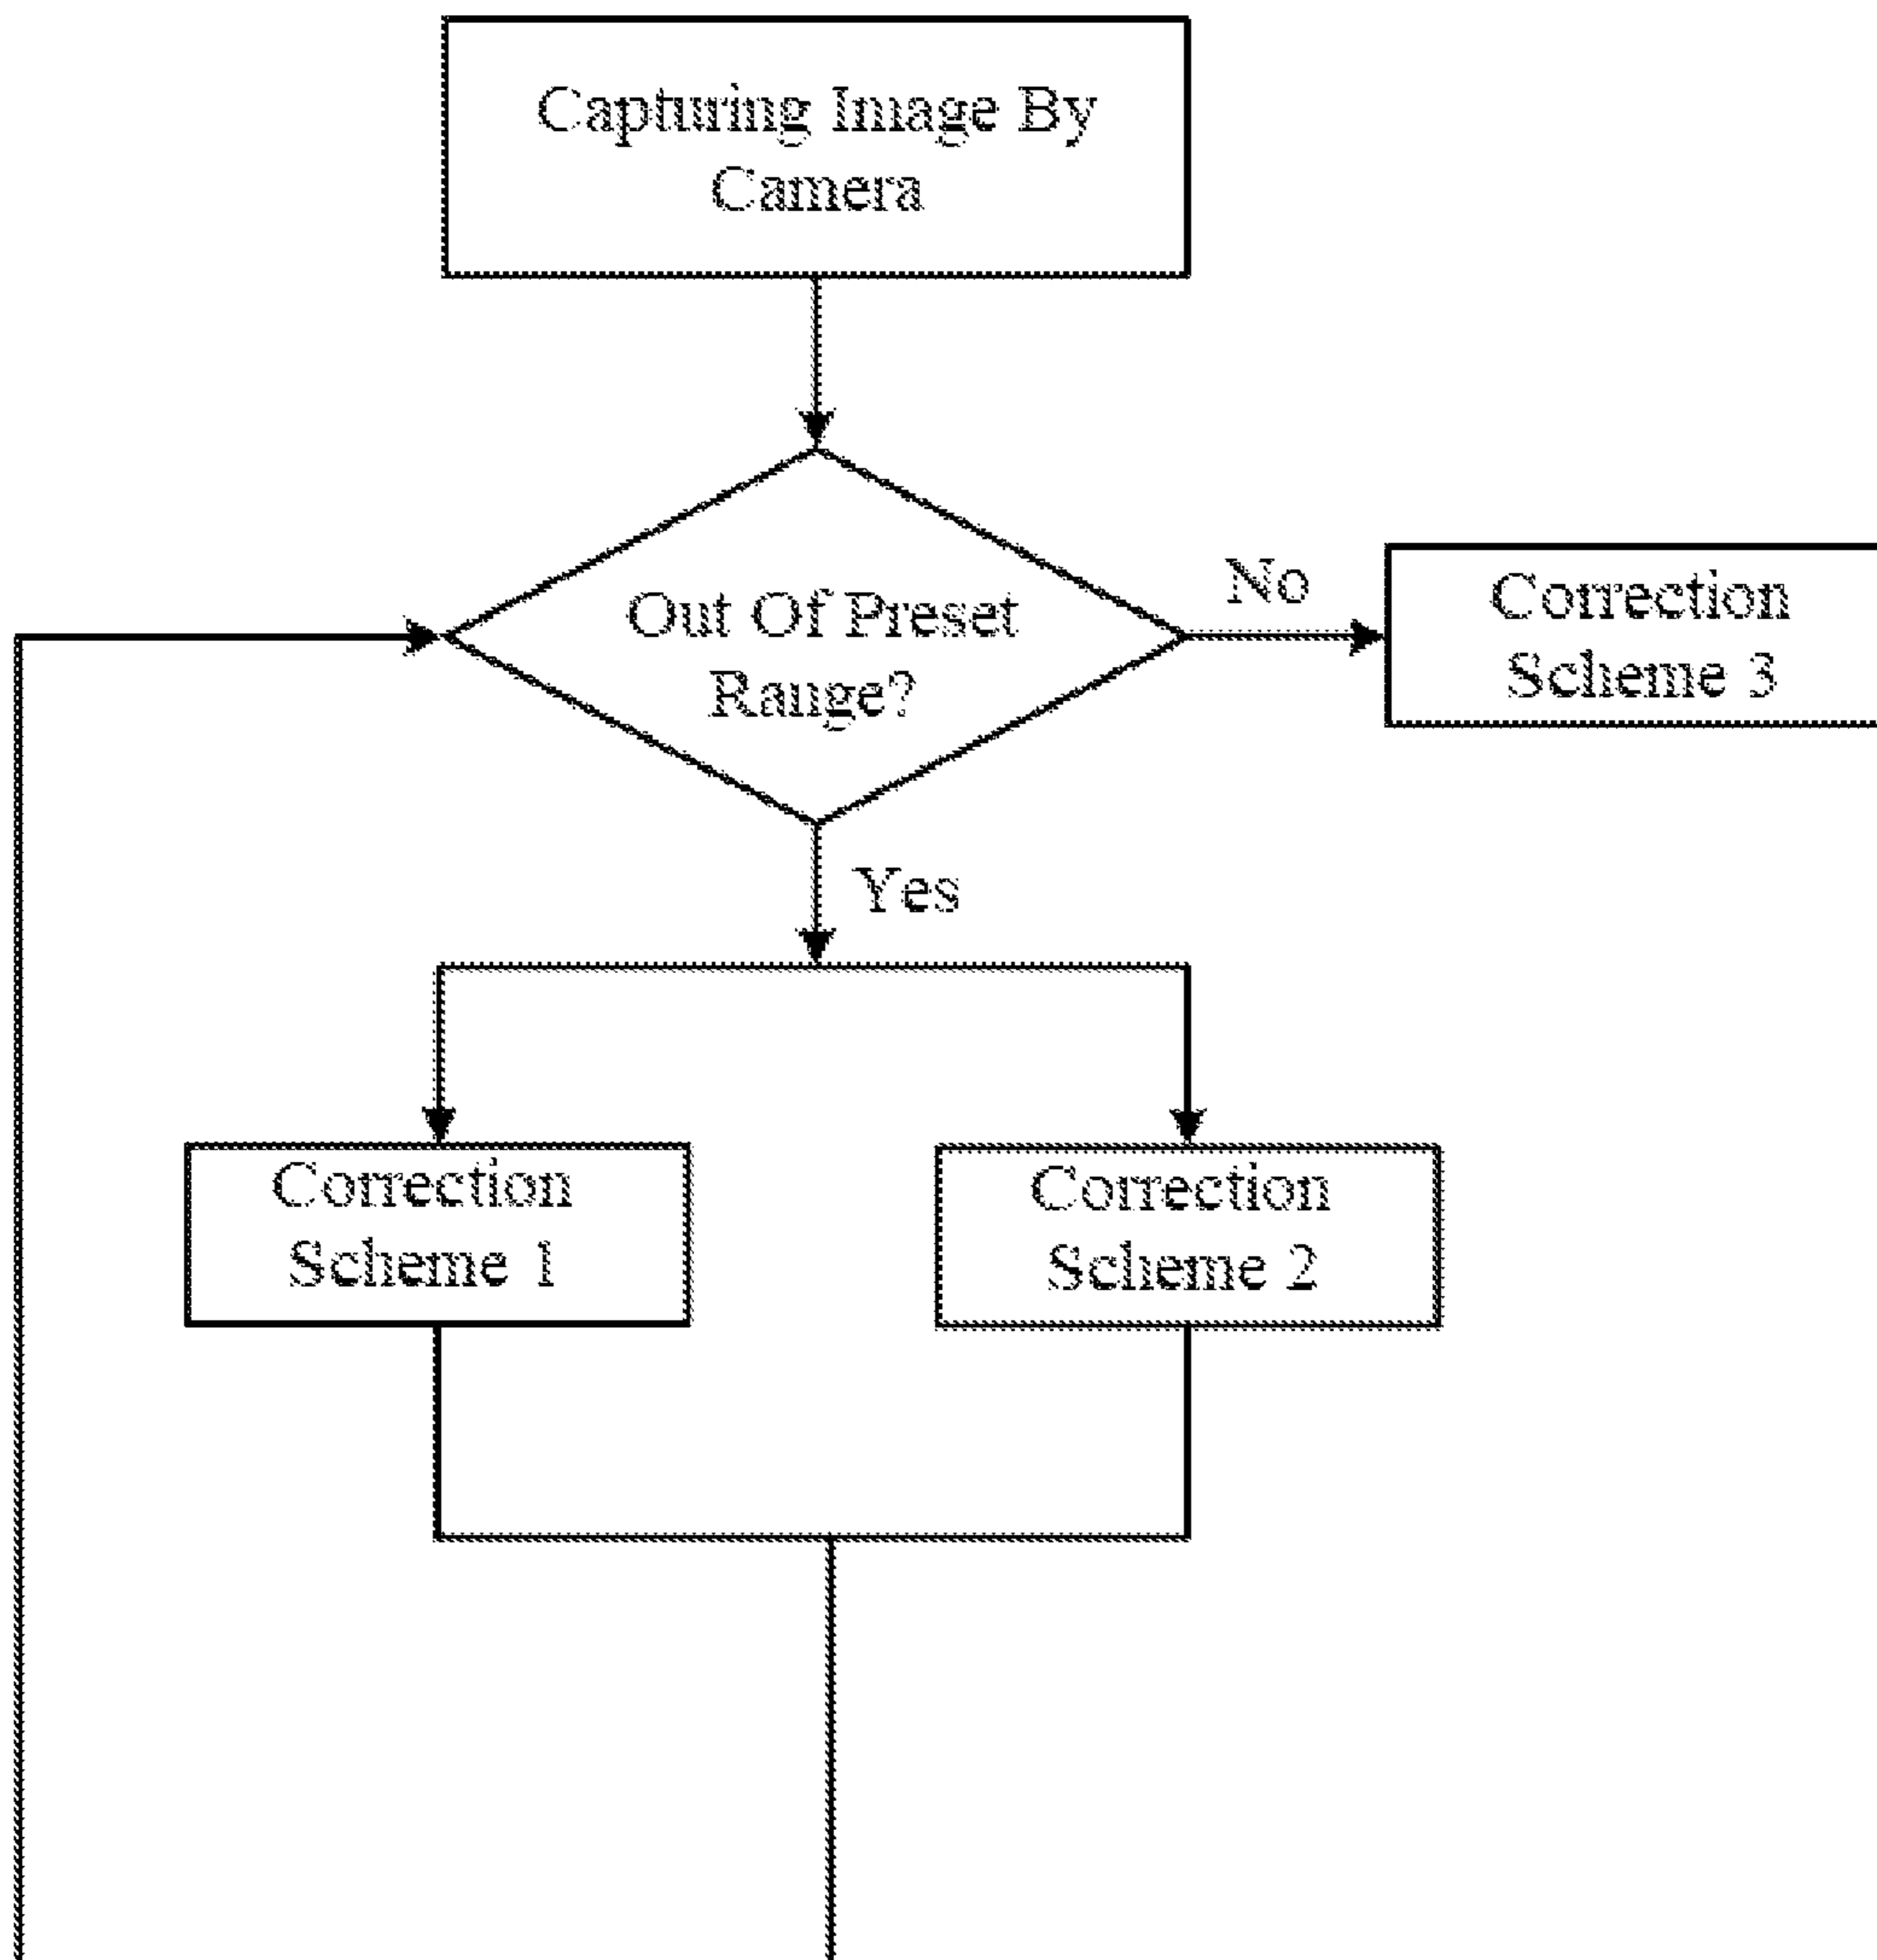 Capturing Image By
Camera
Out Of Preset
Range?
No
Correction
Scheme 3
Yes
Correction
Scheme 1
Correction
Scheme 2